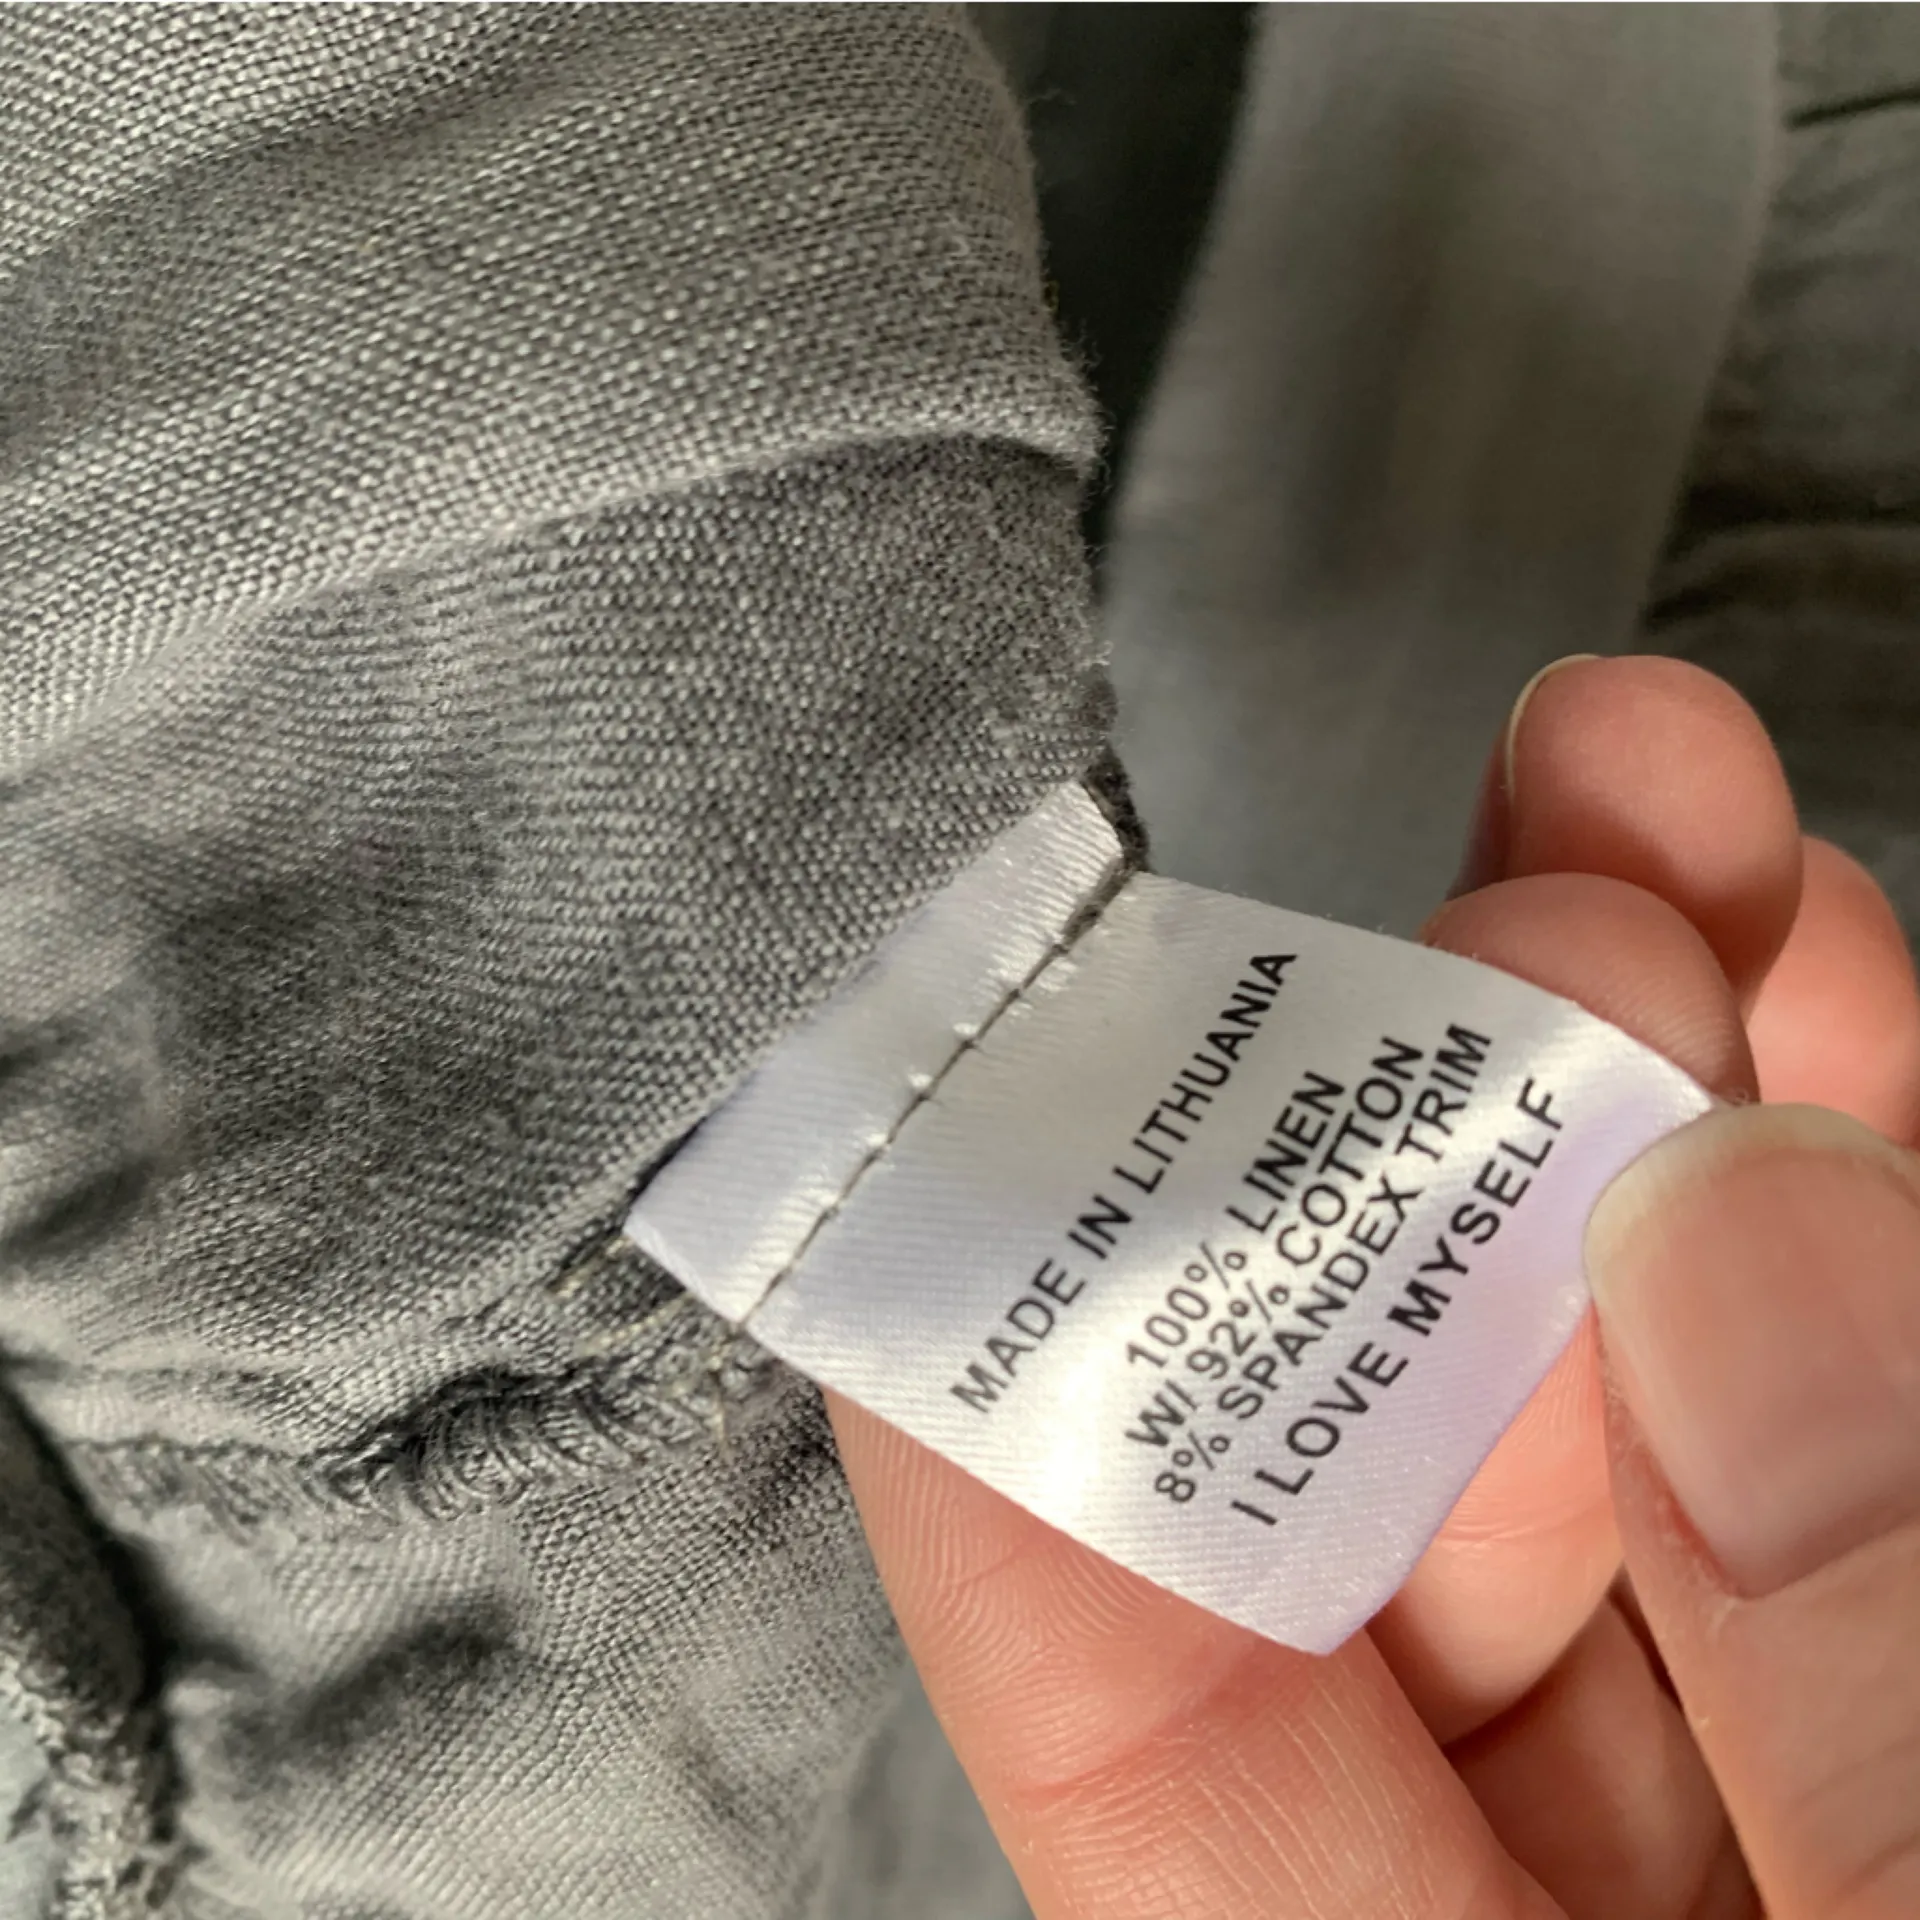 MADE IN LITHUANIA
100% LINEN
W/ 92% COTTON
8% SPANDEX TRIM
I LOVE MYSELF